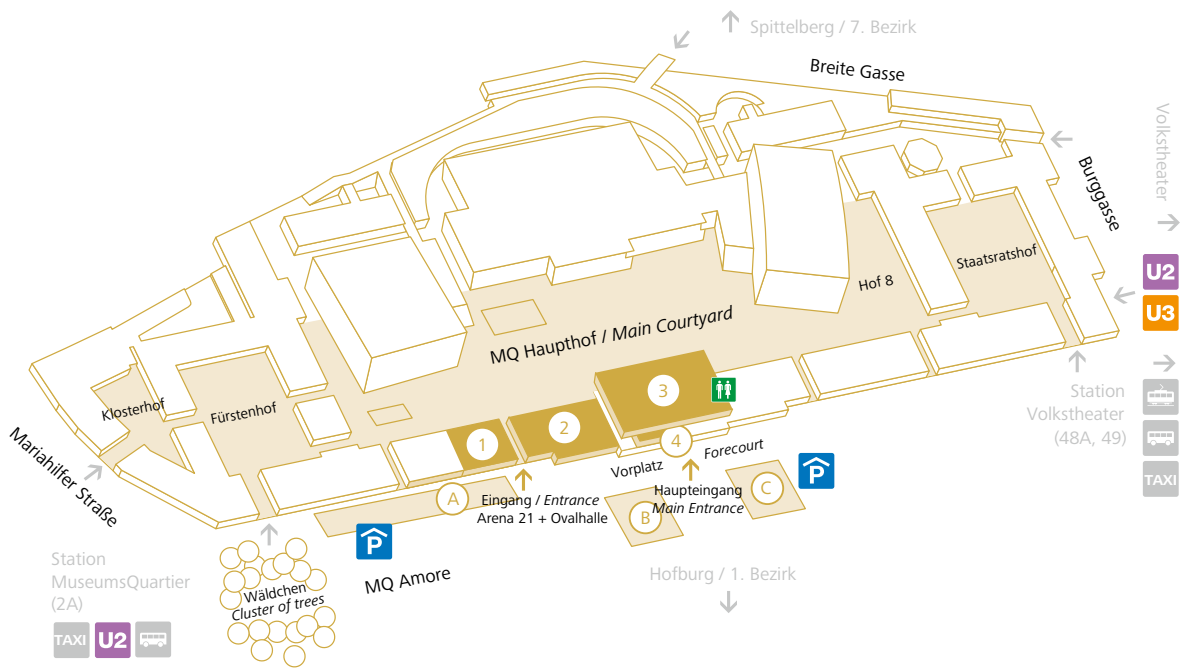 Spittelberg / 7. Bezirk
Breite Gasse
Volkstheater
Burggasse
U2
U3
Staatsratshof
Hof 8
MQ Haupthof / Main Courtyard
Klosterhof
Fürstenhof
Mariahilfer Straße
1
2
3
4
Vorplatz
Forecourt
A
B
C
P
Eingang / Entrance
Arena 21 + Ovalhalle
Haupteingang
Main Entrance
Station
Volkstheater
(48A, 49)
TAXI
P
MQ Amore
Hofburg / 1. Bezirk
Wäldchen
Cluster of trees
Station
MuseumsQuartier
(2A)
TAXI
U2